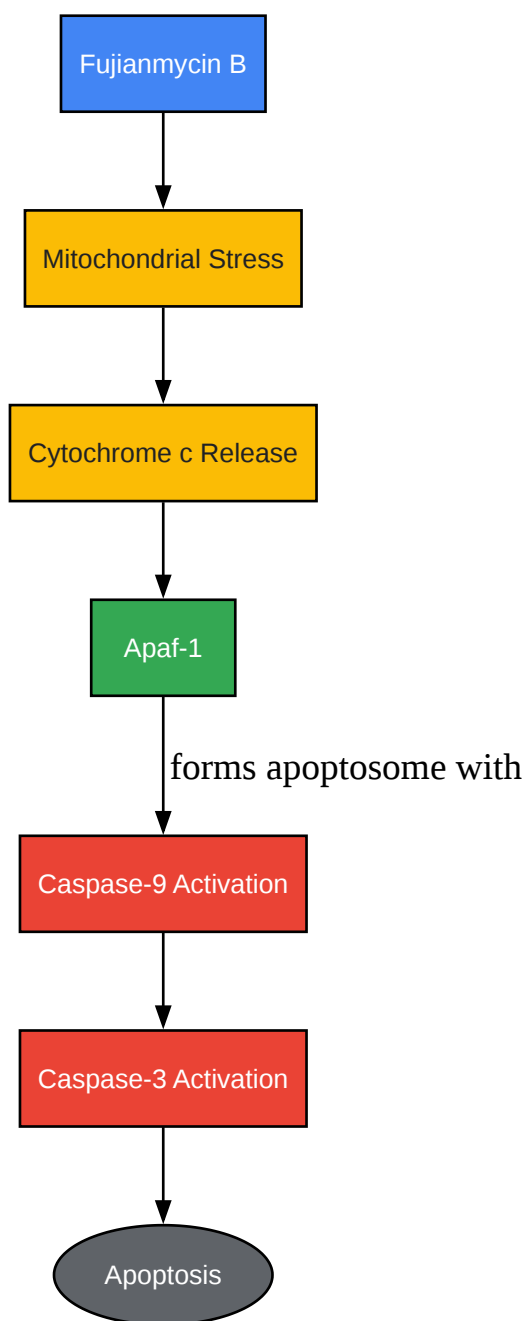 Fujianmycin B
Mitochondrial Stress
Cytochrome c Release
Apaf-1
forms apoptosome with
Caspase-9 Activation
Caspase-3 Activation
Apoptosis